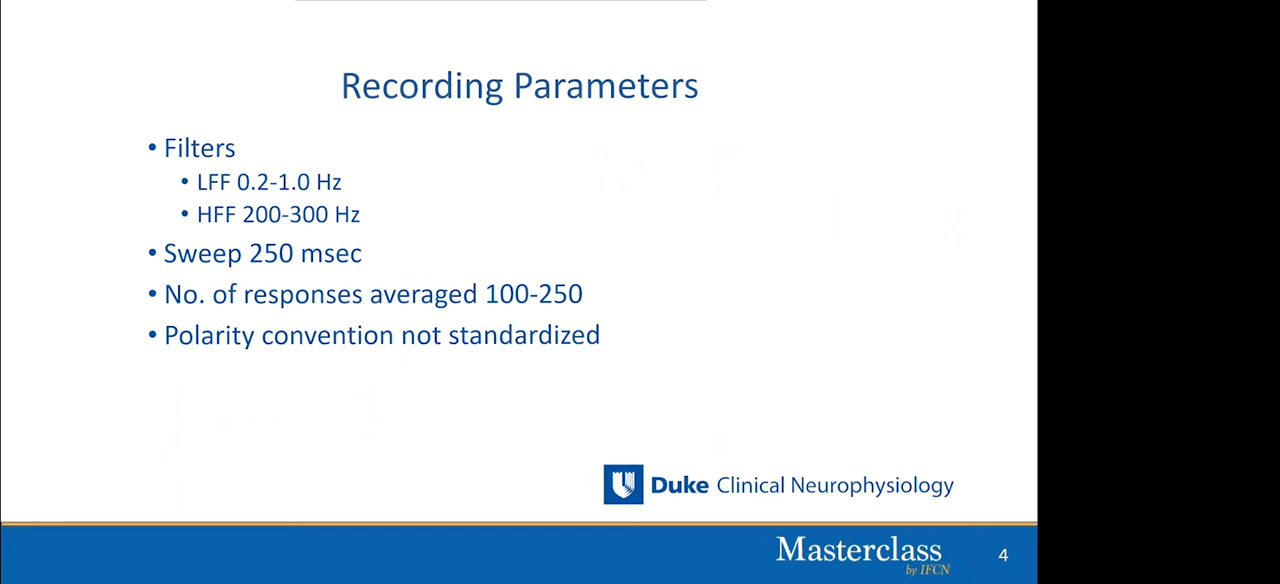 Recording Parameters
• Filters
• LFF 0.2-1.0 Hz
• HFF 200-300 Hz
• Sweep 250 msec
• No. of responses averaged 100-250
• Polarity convention not standardized
Duke Clinical Neurophysiology
Masterclass
by IFCN
4